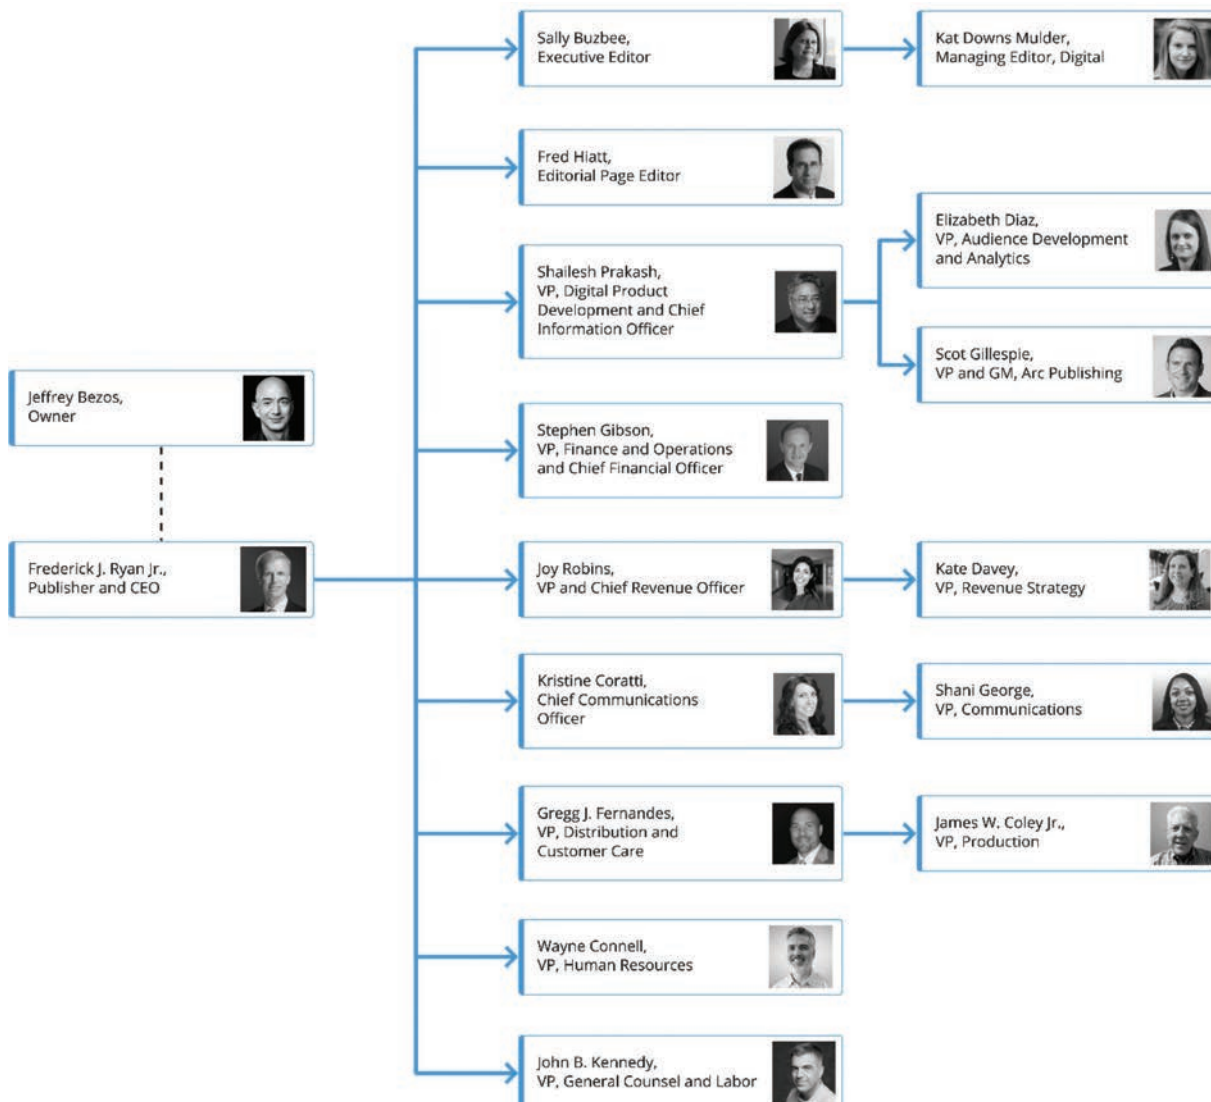 Sally Buzbee,
Executive Editor
Kat Downs Mulder,
Managing Editor, Digital
Fred Hiatt,
Editorial Page Editor
Elizabeth Diaz,
VP, Audience Development
and Analytics
Shailesh Prakash,
VP, Digital Product
Development and Chief
Information Officer
Scot Gillespie,
VP and GM, Arc Publishing
Jeffrey Bezos,
Owner
Stephen Gibson,
VP, Finance and Operations
and Chief Financial Officer
Frederick J. Ryan Jr.,
Publisher and CEO
Joy Robins,
VP and Chief Revenue Officer
Kate Davey,
VP, Revenue Strategy
Kristine Coratti,
Chief Communications
Officer
Shani George,
VP, Communications
Gregg J. Fernandes,
VP, Distribution and
Customer Care
James W. Coley Jr.,
VP, Production
Wayne Connell,
VP, Human Resources
John B. Kennedy,
VP, General Counsel and Labor